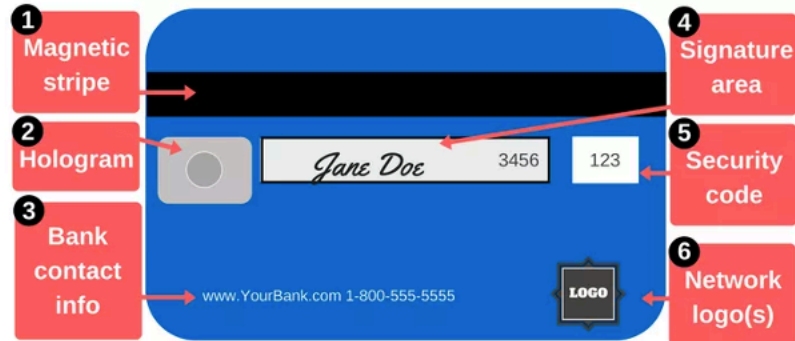 1
Magnetic
stripe
2
Hologram
3
Bank
contact
info
4
Signature
area
5
Security
code
6
Network
logo(s)
Jane Doe 3456
123
www.YourBank.com 1-800-555-5555
LOGO